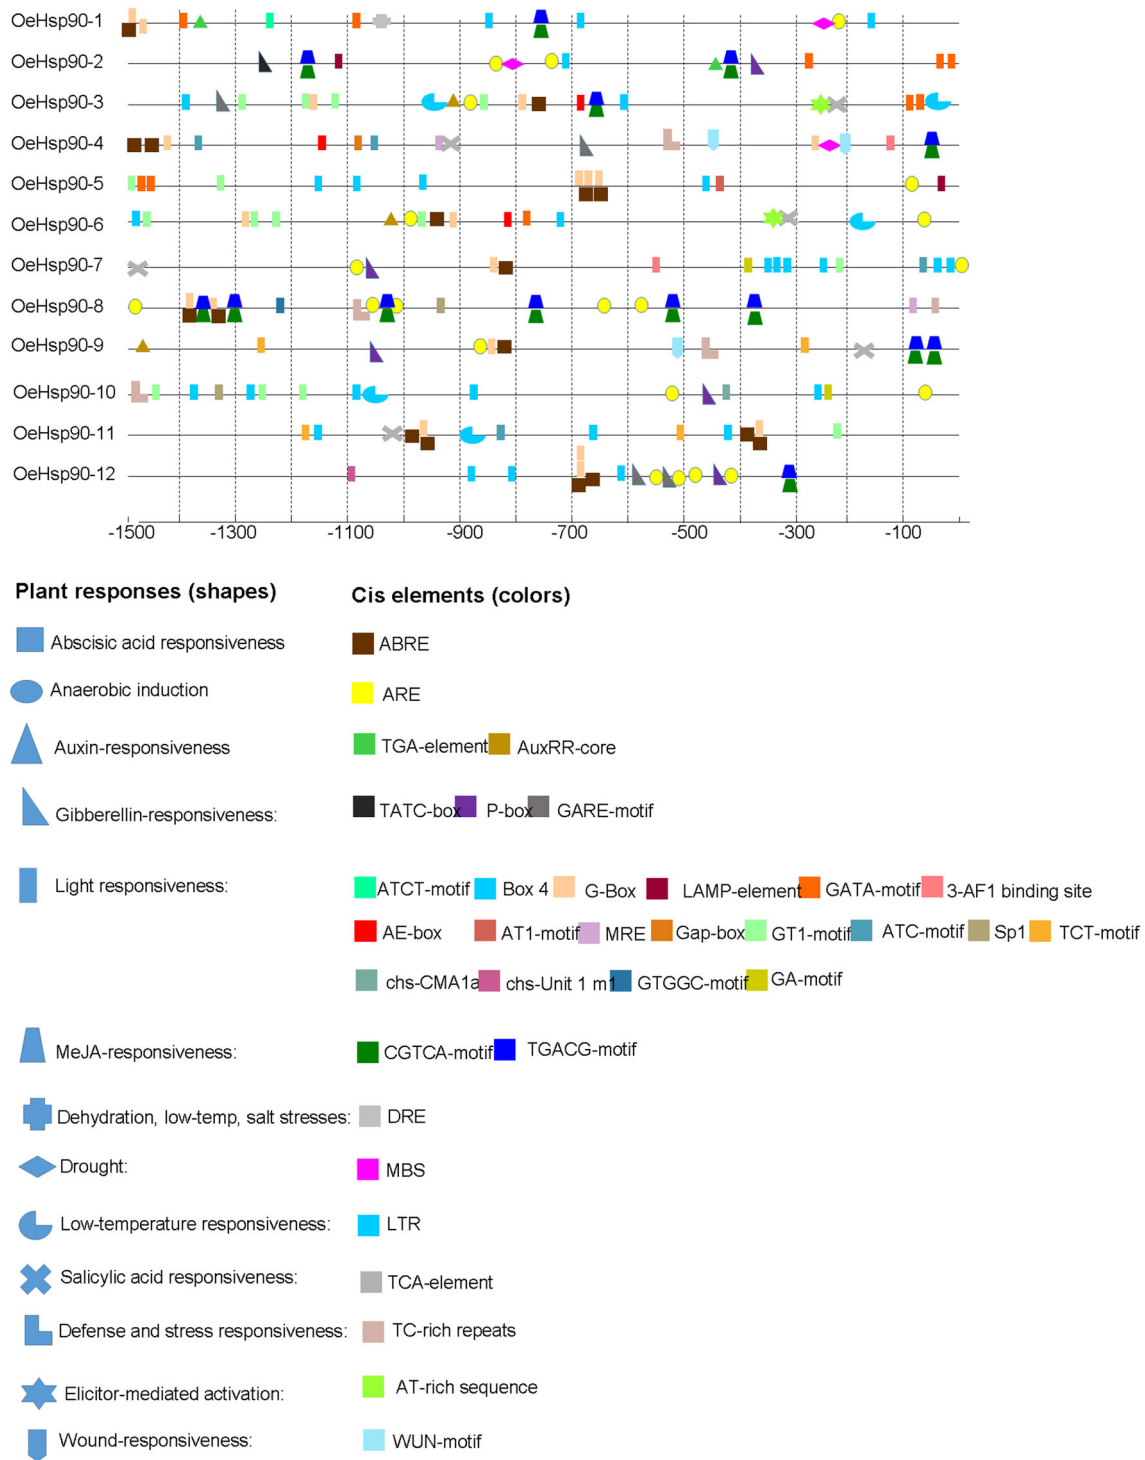 OeHsp90-1
OeHsp90-2
OeHsp90-3
OeHsp90-4
OeHsp90-5
OeHsp90-6
OeHsp90-7
OeHsp90-8
OeHsp90-9
OeHsp90-10
OeHsp90-11
OeHsp90-12
-1500 -1300 -1100 -900 -700 -500 -300 -100
Plant responses (shapes) Cis elements (colors)
Abscisic acid responsiveness ABRE
Anaerobic induction ARE
Auxin-responsiveness TGA-element AuxRR-core
Gibberellin-responsiveness: TATC-box P-box GARE-motif
Light responsiveness: ATCT-motif Box 4 G-Box LAMP-element GATA-motif 3-AF1 binding site
AE-box AT1-motif MRE Gap-box GT1-motif ATC-motif Sp1 TCT-motif
chs-CMA1a chs-Unit 1 m1 GTGGC-motif GA-motif
MeJA-responsiveness: CGTCA-motif TGACG-motif
Dehydration, low-temp, salt stresses: DRE
Drought: MBS
Low-temperature responsiveness: LTR
Salicylic acid responsiveness: TCA-element
Defense and stress responsiveness: TC-rich repeats
Elicitor-mediated activation: AT-rich sequence
Wound-responsiveness: WUN-motif